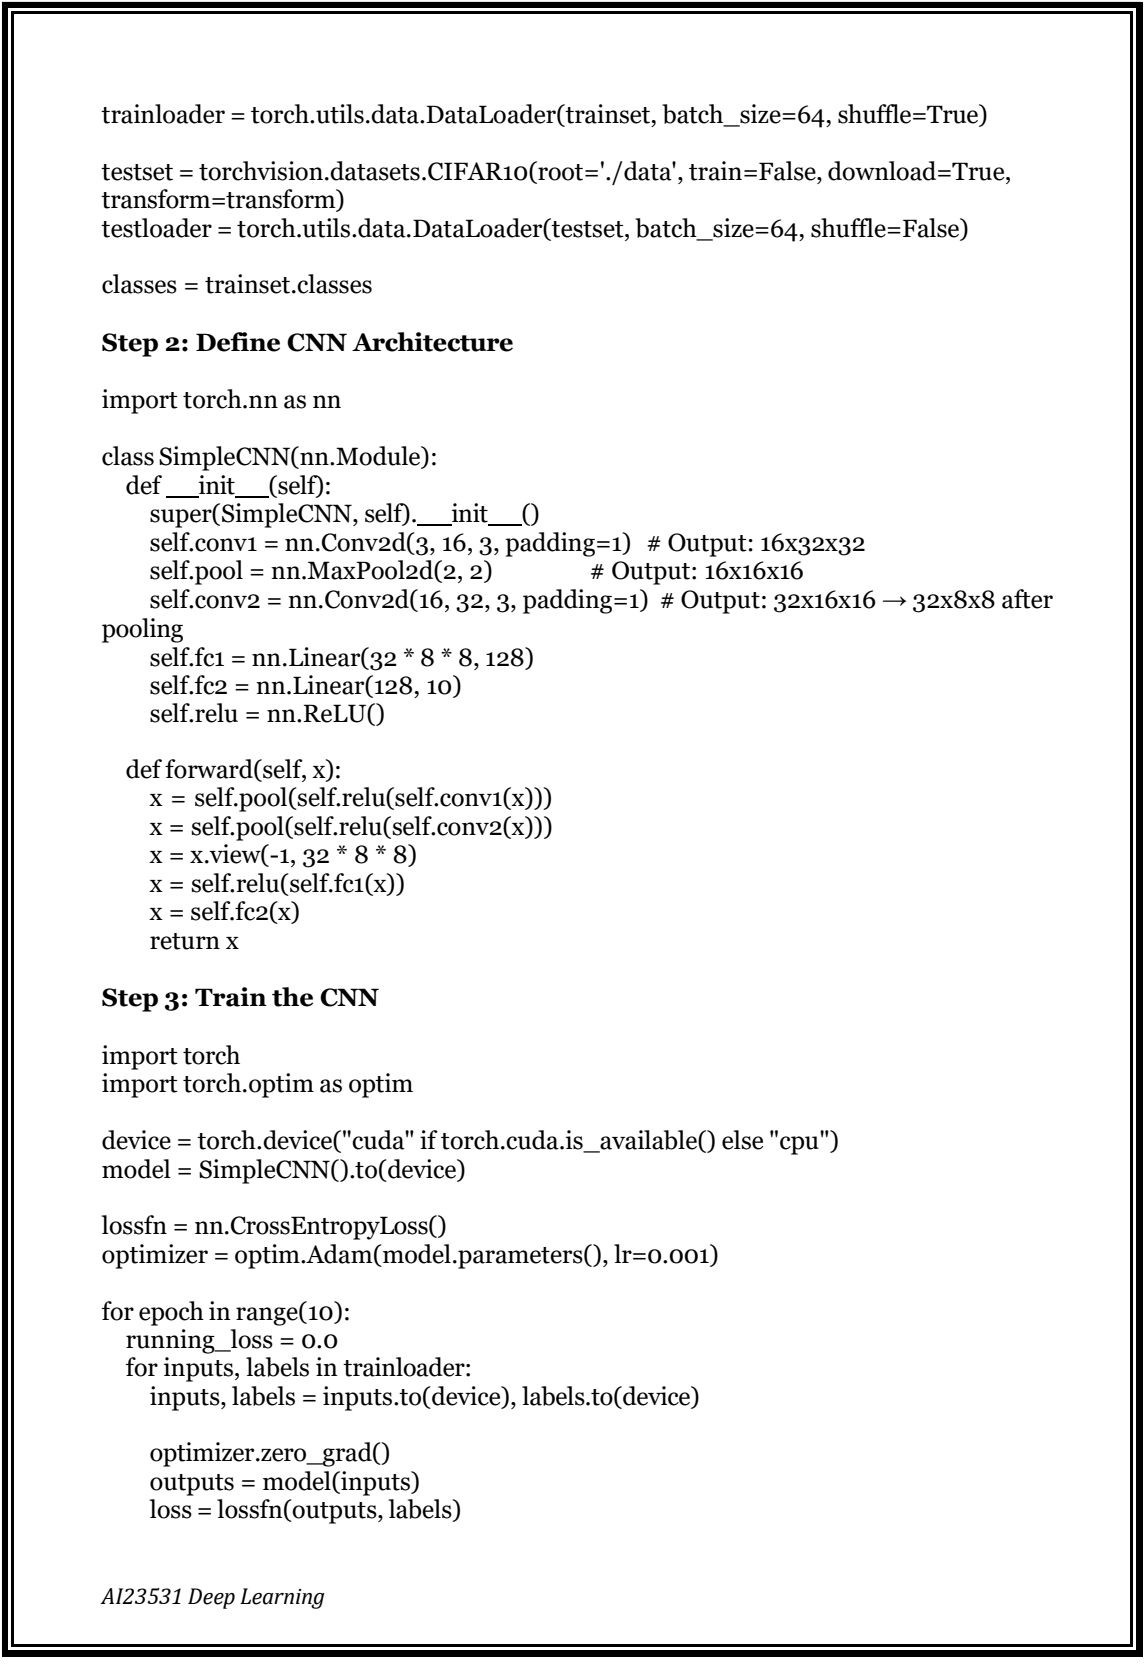 trainloader = torch.utils.data.DataLoader(trainset, batch_size=64, shuffle=True)
testset = torchvision.datasets.CIFAR10(root='./data', train=False, download=True,
transform=transform)
testloader = torch.utils.data.DataLoader(testset, batch_size=64, shuffle=False)
classes = trainset.classes
Step 2: Define CNN Architecture
import torch.nn as nn
class SimpleCNN(nn.Module):
def __init__(self):
super(SimpleCNN, self).__init__()
self.conv1 = nn.Conv2d(3, 16, 3, padding=1) # Output: 16x32x32
self.pool = nn.MaxPool2d(2, 2) # Output: 16x16x16
self.conv2 = nn.Conv2d(16, 32, 3, padding=1) # Output: 32x16x16 → 32x8x8 after
pooling
self.fc1 = nn.Linear(32 * 8 * 8, 128)
self.fc2 = nn.Linear(128, 10)
self.relu = nn.ReLU()
def forward(self, x):
x = self.pool(self.relu(self.conv1(x)))
x = self.pool(self.relu(self.conv2(x)))
x = x.view(-1, 32 * 8 * 8)
x = self.relu(self.fc1(x))
x = self.fc2(x)
return x
Step 3: Train the CNN
import torch
import torch.optim as optim
device = torch.device("cuda" if torch.cuda.is_available() else "cpu")
model = SimpleCNN().to(device)
lossfn = nn.CrossEntropyLoss()
optimizer = optim.Adam(model.parameters(), lr=0.001)
for epoch in range(10):
running_loss = 0.0
for inputs, labels in trainloader:
inputs, labels = inputs.to(device), labels.to(device)
optimizer.zero_grad()
outputs = model(inputs)
loss = lossfn(outputs, labels)
AI23531 Deep Learning